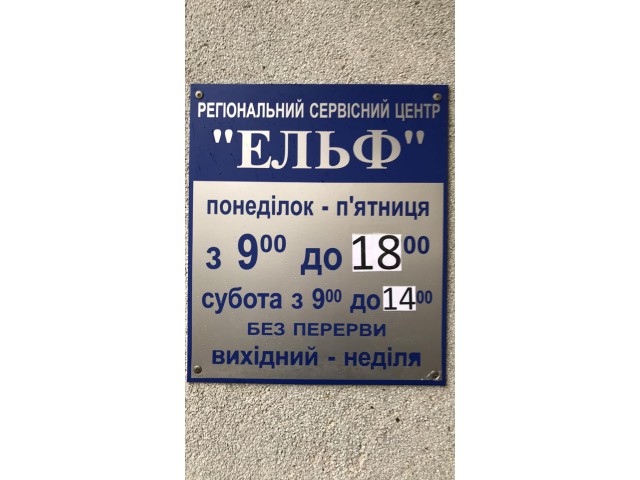 РЕГІОНАЛЬНИЙ СЕРВІСНИЙ ЦЕНТР
"ЕЛЬФ"
понеділок - п'ятниця
з 9⁰⁰ до 18⁰⁰
субота з 9⁰⁰ до 14⁰⁰
БЕЗ ПЕРЕРВИ
вихідний - неділя